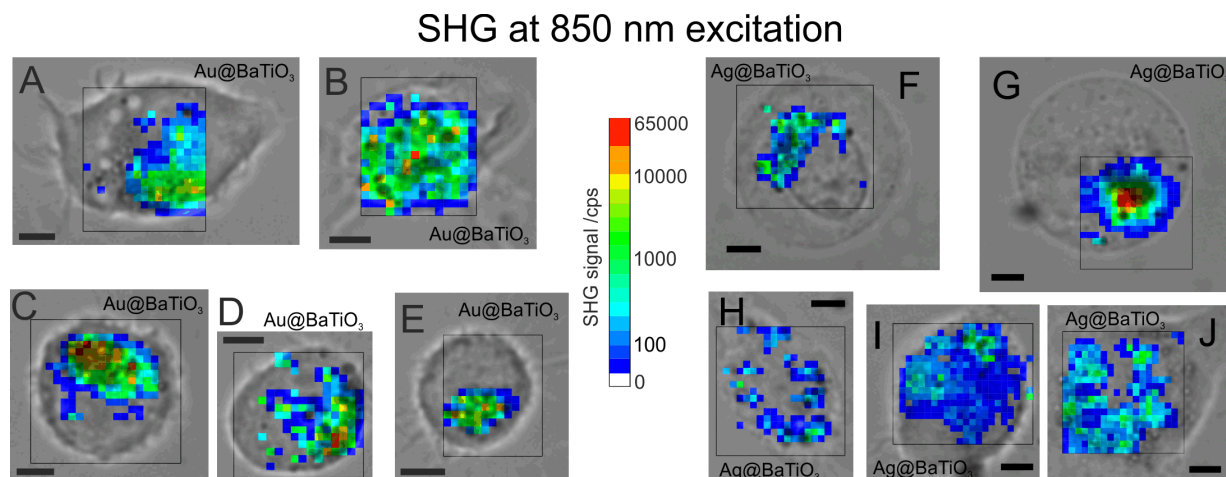 SHG at 850 nm excitation
A
Au@BaTiO₃
B
Au@BaTiO₃
C
Au@BaTiO₃
D
Au@BaTiO₃
E
Au@BaTiO₃
SHG signal /cps
65000
10000
1000
100
0
Ag@BaTiO₃
F
G
Ag@BaTiO
H
Ag@BaTiO₃
I
Ag@BaTiO₃
Ag@BaTiO₃
J